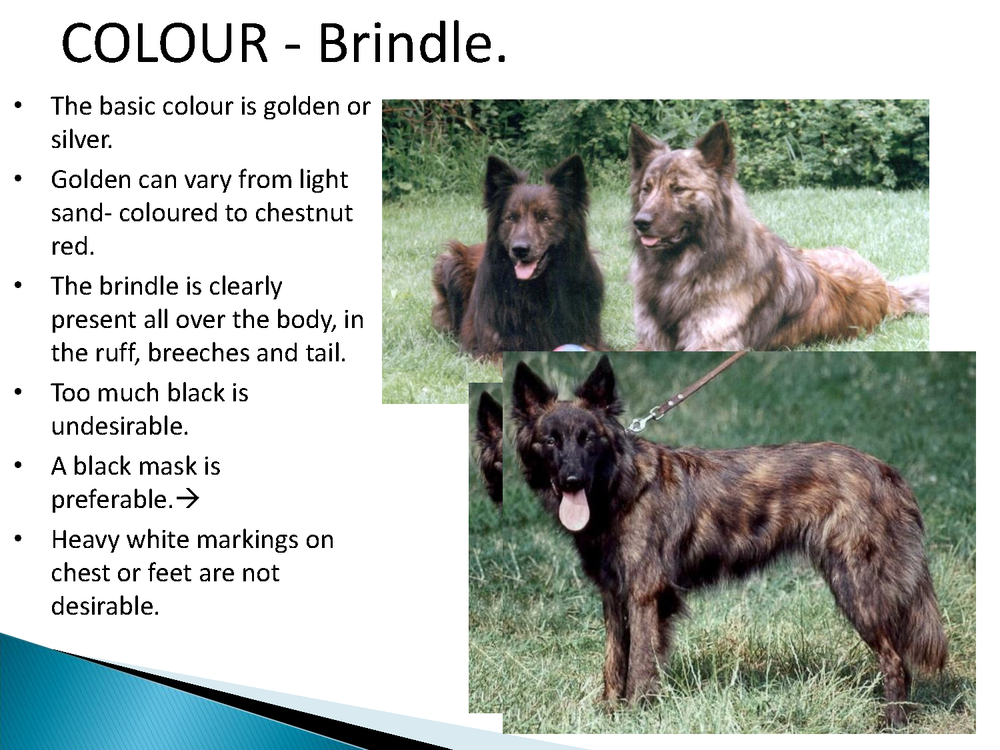 COLOUR - Brindle.
• The basic colour is golden or
silver.
• Golden can vary from light
sand- coloured to chestnut
red.
• The brindle is clearly
present all over the body, in
the ruff, breeches and tail.
• Too much black is
undesirable.
• A black mask is
preferable.→
• Heavy white markings on
chest or feet are not
desirable.